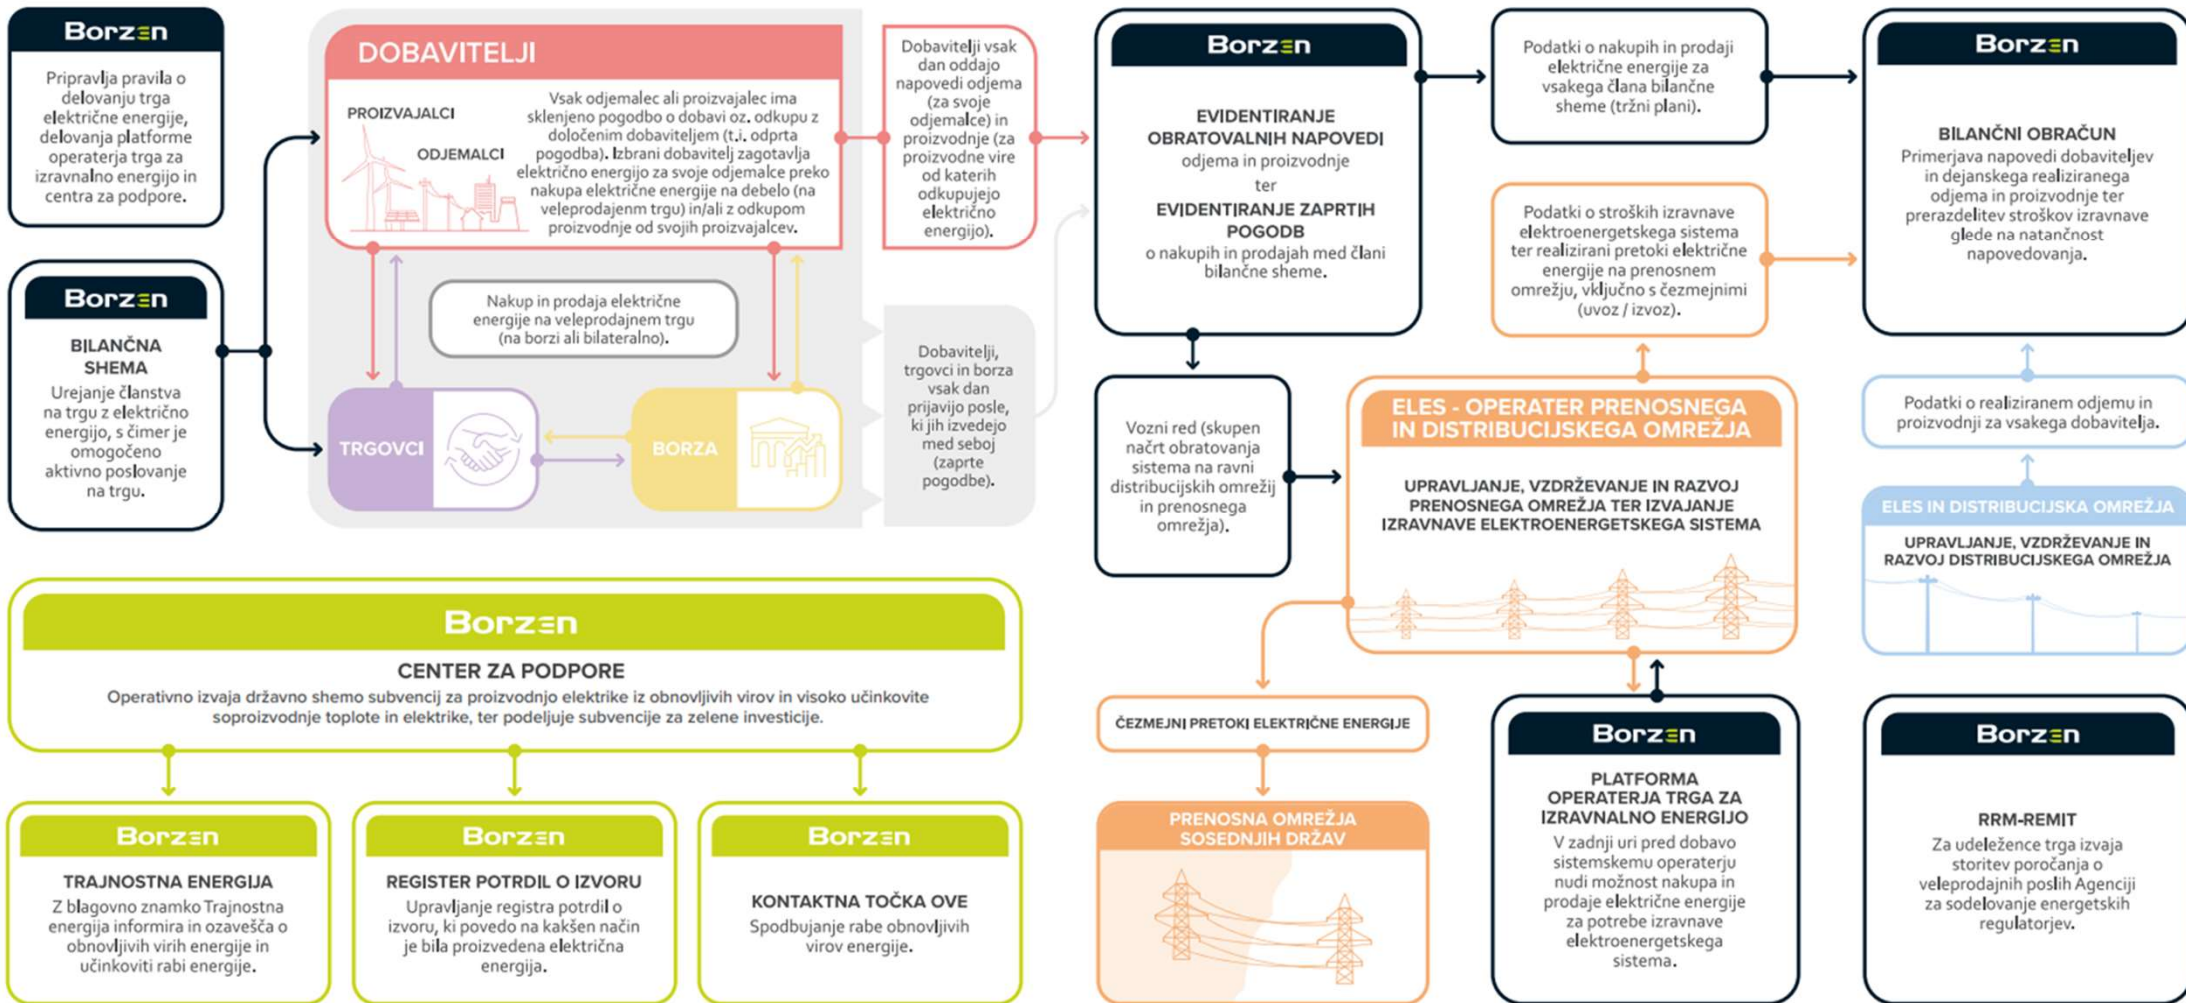 Borzen
Pripravlja pravila o
delovanju trga
električne energije,
delovanja platforme
operaterja trga za
izravnalno energijo in
centra za podpore.
Borzen
BILANČNA
SHEMA
Urejanje članstva
na trgu z električno
energijo, s čimer je
omogočeno
aktivno poslovanje
na trgu.
DOBAVITELJI
PROIZVAJALCI
ODJEMALCI
Vsak odjemalec ali proizvajalec ima
sklenjeno pogodbo o dobavi oz. odkupu z
določenim dobaviteljem (t.i. odprta
pogodba). Izbrani dobavitelj zagotavlja
električno energijo za svoje odjemalce preko
nakupa električne energije na debelo (na
veleprodajenm trgu) in/ali z odkupom
proizvodnje od svojih proizvajalcev.
Nakup in prodaja električne
energije na veleprodajnem trgu
(na borzi ali bilateralno).
TRGOVCI
BORZA
Dobavitelji vsak
dan oddajo
napovedi odjema
(za svoje
odjemalce) in
proizvodnje (za
proizvodne vire
od katerih
odkupujejo
električno
energijo).
Dobavitelji,
trgovci in borza
vsak dan
prijavijo posle,
ki jih izvedejo
med seboj
(zaprte
pogodbe).
Borzen
EVIDENTIRANJE
OBRATOVALNIH NAPOVEDI
odjema in proizvodnje
ter
EVIDENTIRANJE ZAPRTIH
POGODB
o nakupih in prodajah med člani
bilančne sheme.
Podatki o nakupih in prodaji
električne energije za
vsakega člana bilančne
sheme (tržni plani).
Borzen
BILANČNI OBRAČUN
Primerjava napovedi dobaviteljev
in dejanskega realiziranega
odjema in proizvodnje ter
prerazdelitev stroškov izravnave
glede na natančnost
napovedovanja.
Podatki o stroških izravnave
elektroenergetskega sistema
ter realizirani pretoki električne
energije na prenosnem
omrežju, vključno s čezmejnimi
(uvoz / izvoz).
Vozni red (skupen
načrt obratovanja
sistema na ravni
distribucijskih omrežij
in prenosnega
omrežja).
ELES - OPERATER PRENOSNEGA
IN DISTRIBUCIJSKEGA OMREŽJA
UPRAVLJANJE, VZDRŽEVANJE IN RAZVOJ
PRENOSNEGA OMREŽJA TER IZVAJANJE
IZRAVNAVE ELEKTROENERGETSKEGA SISTEMA
Podatki o realiziranem odjemu in
proizvodnji za vsakega dobavitelja.
ELES IN DISTRIBUCIJSKA OMREŽJA
UPRAVLJANJE, VZDRŽEVANJE IN
RAZVOJ DISTRIBUCIJSKEGA OMREŽJA
Borzen
CENTER ZA PODPORE
Operativno izvaja državno shemo subvencij za proizvodnjo elektrike iz obnovljivih virov in visoko učinkovite
soproizvodnje toplote in elektrike, ter podeljuje subvencije za zelene investicije.
Borzen
TRAJNOSTNA ENERGIJA
Z blagovno znamko Trajnostna
energija informira in ozavešča o
obnovljivih virih energije in
učinkoviti rabi energije.
Borzen
REGISTER POTRDIL O IZVORU
Upravljanje registra potrdil o
izvoru, ki povedo na kakšen način
je bila proizvedena električna
energija.
Borzen
KONTAKTNA TOČKA OVE
Spodbujanje rabe obnovljivih
virov energije.
ČEZMEJNI PRETOKI ELEKTRIČNE ENERGIJE
PRENOSNA OMREŽJA
SOSEDNJIH DRŽAV
Borzen
PLATFORMA
OPERATERJA TRGA ZA
IZRAVNALNO ENERGIJO
V zadnji uri pred dobavo
sistemskemu operaterju
nudi možnost nakupa in
prodaje električne energije
za potrebe izravnave
elektroenergetskega
sistema.
Borzen
RRM-REMIT
Za udeležence trga izvaja
storitev poročanja o
veleprodajnih poslih Agenciji
za sodelovanje energetskih
regulatorjev.